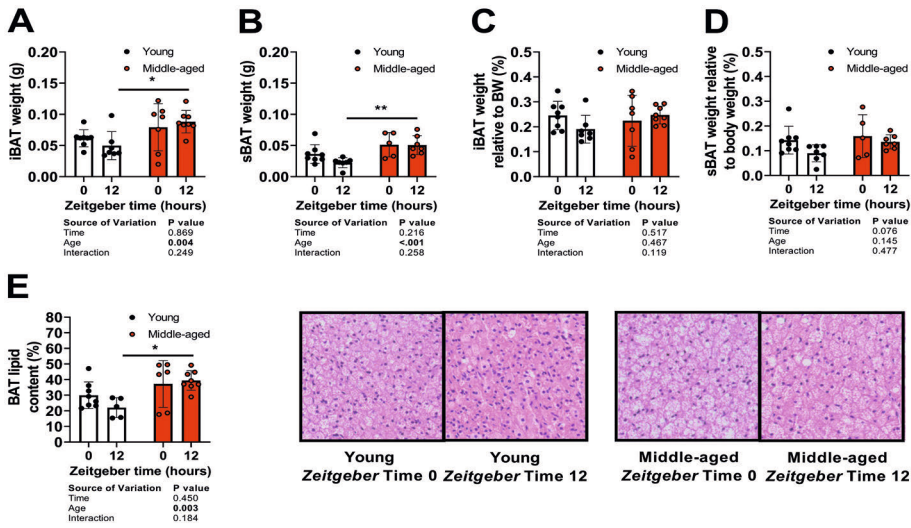 A
iBAT weight (g)
0.20
0.15
0.10
0.05
0.00
Young
Middle-aged
*
0 12 0 12
Zeitgeber time (hours)
Source of Variation P value
Time 0.869
Age 0.004
Interaction 0.249
B
sBAT weight (g)
0.20
0.15
0.10
0.05
0.00
Young
Middle-aged
**
0 12 0 12
Zeitgeber time (hours)
Source of Variation P value
Time 0.216
Age <.001
Interaction 0.258
C
iBAT weight
relative to BW (%)
0.5
0.4
0.3
0.2
0.1
0.0
Young
Middle-aged
0 12 0 12
Zeitgeber time (hours)
Source of Variation P value
Time 0.517
Age 0.467
Interaction 0.119
D
sBAT weight relative
to body weight (%)
0.5
0.4
0.3
0.2
0.1
0.0
Young
Middle-aged
0 12 0 12
Zeitgeber time (hours)
Source of Variation P value
Time 0.076
Age 0.145
Interaction 0.477
E
BAT lipid
content (%)
80
70
60
50
40
30
20
10
0
Young
Middle-aged
*
0 12 0 12
Zeitgeber time (hours)
Source of Variation P value
Time 0.450
Age 0.003
Interaction 0.184
Young
Zeitgeber Time 0
Young
Zeitgeber Time 12
Middle-aged
Zeitgeber Time 0
Middle-aged
Zeitgeber Time 12